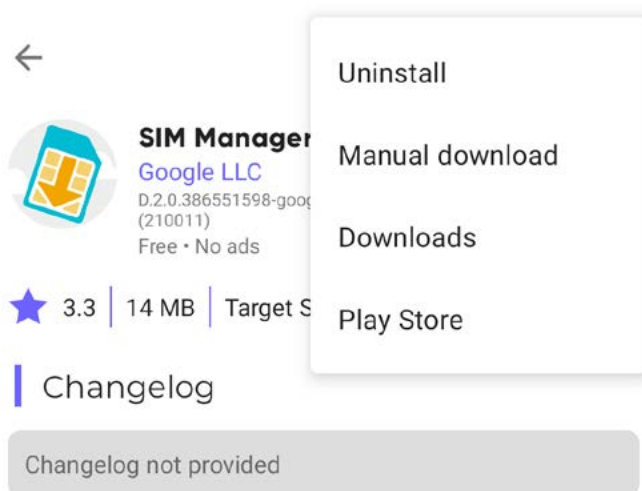 Uninstall
SIM Manager
Manual download
Google LLC
D.2.0.386551598-goog
(210011)
Free • No ads
Downloads
3.3
14 MB
Target S
Play Store
Changelog
Changelog not provided